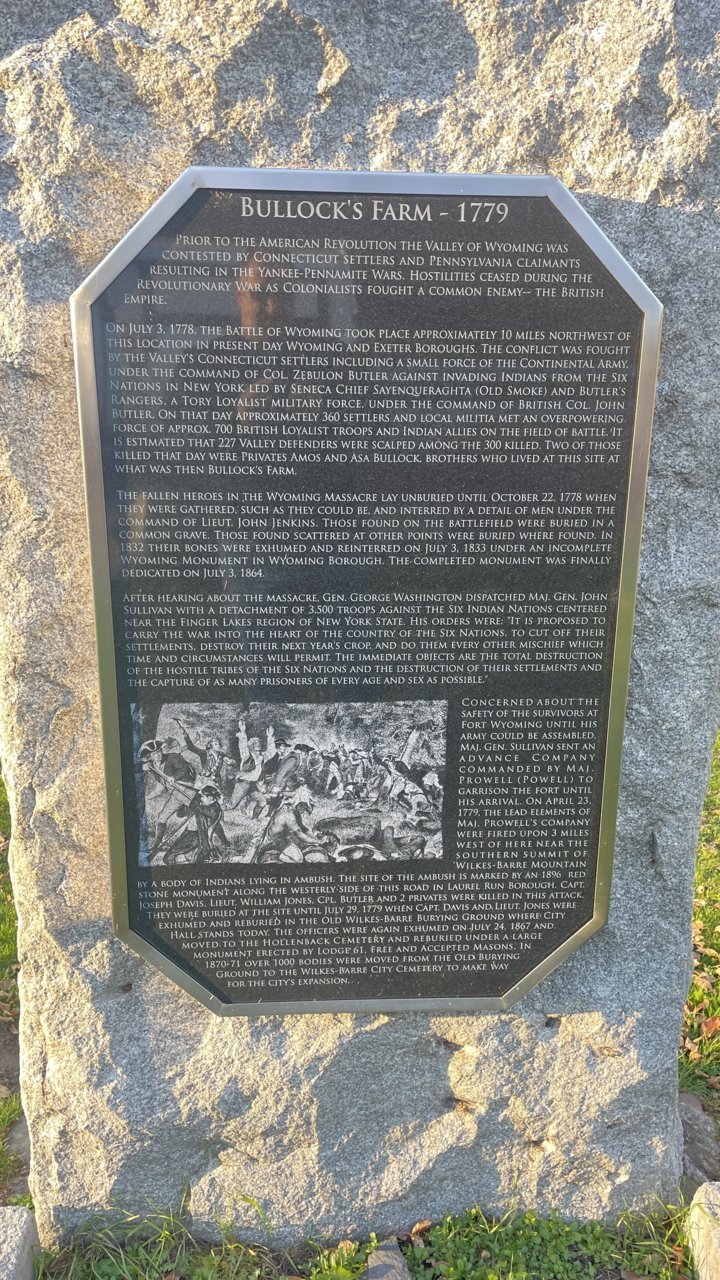 BULLOCK'S FARM - 1779
PRIOR TO THE AMERICAN REVOLUTION THE VALLEY OF WYOMING WAS
CONTESTED BY CONNECTICUT SETTLERS AND PENNSYLVANIA CLAIMANTS
RESULTING IN THE YANKEE-PENNAMITE WARS. HOSTILITIES CEASED DURING THE
REVOLUTIONARY WAR AS COLONIALISTS FOUGHT A COMMON ENEMY-- THE BRITISH
EMPIRE.
ON JULY 3, 1778, THE BATTLE OF WYOMING TOOK PLACE APPROXIMATELY 10 MILES NORTHWEST OF
THIS LOCATION IN PRESENT DAY WYOMING AND EXETER BOROUGHS. THE CONFLICT WAS FOUGHT
BY THE VALLEY'S CONNECTICUT SETTLERS INCLUDING A SMALL FORCE OF THE CONTINENTAL ARMY,
UNDER THE COMMAND OF COL. ZEBULON BUTLER AGAINST INVADING INDIANS FROM THE SIX
NATIONS IN NEW YORK LED BY SENECA CHIEF SAYENQUERAGHTA (OLD SMOKE) AND BUTLER'S
RANGERS, A TORY LOYALIST MILITARY FORCE, UNDER THE COMMAND OF BRITISH COL. JOHN
BUTLER. ON THAT DAY APPROXIMATELY 360 SETTLERS AND LOCAL MILITIA MET AN OVERPOWERING
FORCE OF APPROX. 700 BRITISH LOYALIST TROOPS AND INDIAN ALLIES ON THE FIELD OF BATTLE. IT
IS ESTIMATED THAT 227 VALLEY DEFENDERS WERE SCALPED AMONG THE 300 KILLED. TWO OF THOSE
KILLED THAT DAY WERE PRIVATES AMOS AND ASA BULLOCK, BROTHERS WHO LIVED AT THIS SITE AT
WHAT WAS THEN BULLOCK'S FARM.
THE FALLEN HEROES IN THE WYOMING MASSACRE LAY UNBURIED UNTIL OCTOBER 22, 1778 WHEN
THEY WERE GATHERED, SUCH AS THEY COULD BE, AND INTERRED BY A DETAIL OF MEN UNDER THE
COMMAND OF LIEUT. JOHN JENKINS. THOSE FOUND ON THE BATTLEFIELD WERE BURIED IN A
COMMON GRAVE. THOSE FOUND SCATTERED AT OTHER POINTS WERE BURIED WHERE FOUND. IN
1832 THEIR BONES WERE EXHUMED AND REINTERRED ON JULY 3, 1833 UNDER AN INCOMPLETE
WYOMING MONUMENT IN WYOMING BOROUGH. THE COMPLETED MONUMENT WAS FINALLY
DEDICATED ON JULY 3, 1864.
AFTER HEARING ABOUT THE MASSACRE, GEN. GEORGE WASHINGTON DISPATCHED MAJ. GEN. JOHN
SULLIVAN WITH A DETACHMENT OF 3,500 TROOPS AGAINST THE SIX INDIAN NATIONS CENTERED
NEAR THE FINGER LAKES REGION OF NEW YORK STATE. HIS ORDERS WERE: "IT IS PROPOSED TO
CARRY THE WAR INTO THE HEART OF THE COUNTRY OF THE SIX NATIONS, TO CUT OFF THEIR
SETTLEMENTS, DESTROY THEIR NEXT YEAR'S CROP, AND DO THEM EVERY OTHER MISCHIEF WHICH
TIME AND CIRCUMSTANCES WILL PERMIT. THE IMMEDIATE OBJECTS ARE THE TOTAL DESTRUCTION
OF THE HOSTILE TRIBES OF THE SIX NATIONS AND THE DESTRUCTION OF THEIR SETTLEMENTS AND
THE CAPTURE OF AS MANY PRISONERS OF EVERY AGE AND SEX AS POSSIBLE."
CONCERNED ABOUT THE
SAFETY OF THE SURVIVORS AT
FORT WYOMING UNTIL HIS
ARMY COULD BE ASSEMBLED,
MAJ. GEN. SULLIVAN SENT AN
ADVANCE COMPANY
COMMANDED BY MAJ.
PROWELL (POWELL) TO
GARRISON THE FORT UNTIL
HIS ARRIVAL. ON APRIL 23,
1779, THE LEAD ELEMENTS OF
MAJ. PROWELL'S COMPANY
WERE FIRED UPON 3 MILES
WEST OF HERE NEAR THE
SOUTHERN SUMMIT OF
WILKES-BARRE MOUNTAIN
BY A BODY OF INDIANS LYING IN AMBUSH. THE SITE OF THE AMBUSH IS MARKED BY AN 1896 RED
STONE MONUMENT ALONG THE WESTERLY SIDE OF THIS ROAD IN LAUREL RUN BOROUGH. CAPT.
JOSEPH DAVIS, LIEUT. WILLIAM JONES, CPL. BUTLER AND 2 PRIVATES WERE KILLED IN THIS ATTACK.
THEY WERE BURIED AT THE SITE UNTIL JULY 29, 1779 WHEN CAPT. DAVIS AND LIEUT. JONES WERE
EXHUMED AND REBURIED IN THE OLD WILKES-BARRE BURYING GROUND WHERE CITY
HALL STANDS TODAY. THE OFFICERS WERE AGAIN EXHUMED ON JULY 24, 1867 AND
MOVED TO THE HOLLENBACK CEMETERY AND REBURIED UNDER A LARGE
MONUMENT ERECTED BY LODGE 61, FREE AND ACCEPTED MASONS. IN
1870-71 OVER 1000 BODIES WERE MOVED FROM THE OLD BURYING
GROUND TO THE WILKES-BARRE CITY CEMETERY TO MAKE WAY
FOR THE CITY'S EXPANSION.